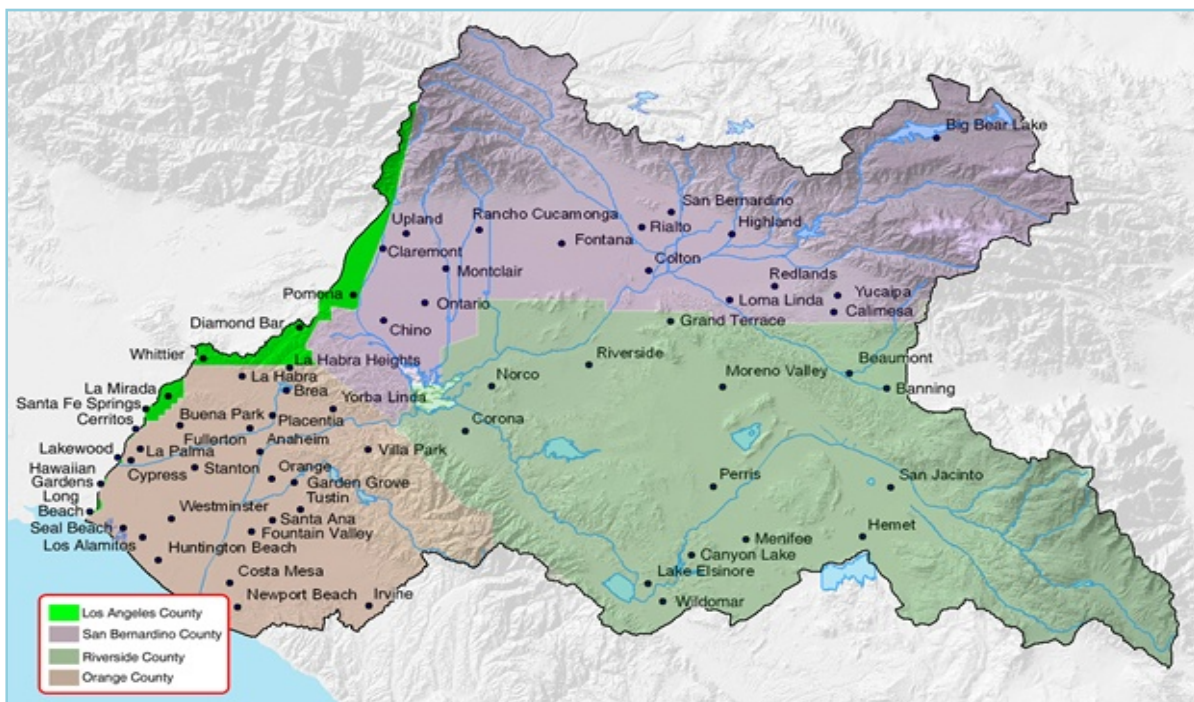 Big Bear Lake
San Bernardino
Rancho Cucamonga
Upland
Rialto
Highland
Fontana
Claremont
Colton
Montclair
Redlands
Pomona
Ontario
Loma Linda
Yucaipa
Calimesa
Diamond Bar
Chino
Grand Terrace
Whittier
La Habra Heights
Riverside
Beaumont
La Habra
Norco
Moreno Valley
Banning
La Mirada
Brea
Santa Fe Springs
Yorba Linda
Buena Park
Cerritos
Placentia
Corona
Fullerton
Anaheim
Lakewood
La Palma
Villa Park
Hawaiian
Gardens
Cypress
Stanton
Orange
Perris
San Jacinto
Garden Grove
Long
Beach
Tustin
Westminster
Santa Ana
Seal Beach
Fountain Valley
Hemet
Los Alamitos
Huntington Beach
Menifee
Canyon Lake
Costa Mesa
Lake Elsinore
Newport Beach
Irvine
Wildomar
Los Angeles County
San Bernardino County
Riverside County
Orange County